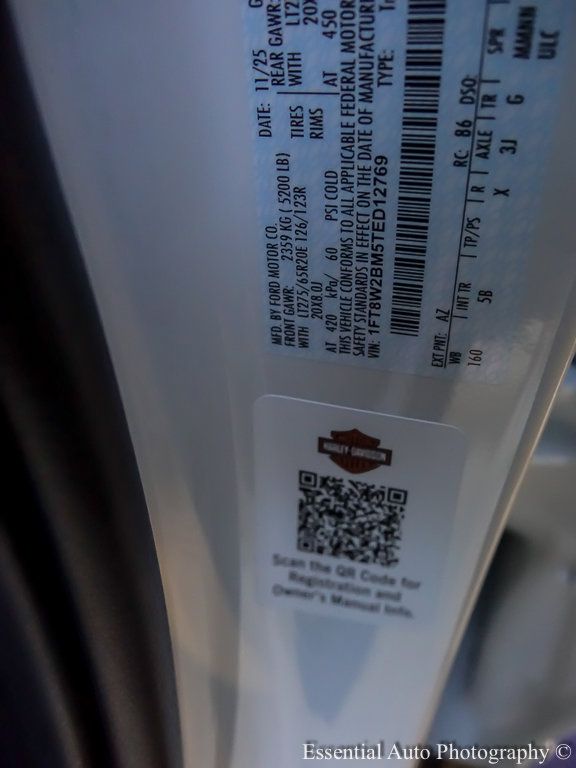 MFD. BY FORD MOTOR CO.
DATE: 11/25
FRONT GAWR: 2359 KG ( 5200 LB)
REAR GAWR:
WITH LT275/65R20E 126/123R
TIRES WITH
20X8.0J
RIMS
AT 420 kPa/ 60 PSI COLD
AT 450
THIS VEHICLE CONFORMS TO ALL APPLICABLE FEDERAL MOTOR
SAFETY STANDARDS IN EFFECT ON THE DATE OF MANUFACTUR
VIN: 1FT8W2BM5TED12769
TYPE:
EXT PNT: AZ RC: B6 DSO:
WB INT TR TP/PS R AXLE TR SPR
160 5B X 3J G
ULC
HARLEY-DAVIDSON
Scan the QR Code for
Registration and
Owner's Manual Info.
Essential Auto Photography ©